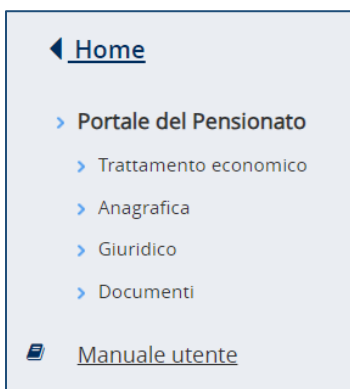 Home
Portale del Pensionato
Trattamento economico
Anagrafica
Giuridico
Documenti
Manuale utente